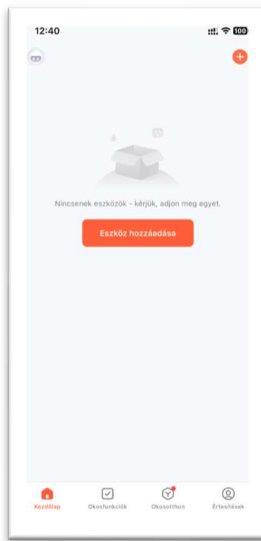 12:40
100
Nincsenek eszközök - kérjük, adjon meg egyet.
Eszköz hozzáadása
Kezdőlap
Okosfunkciók
Okosotthon
Értesítések